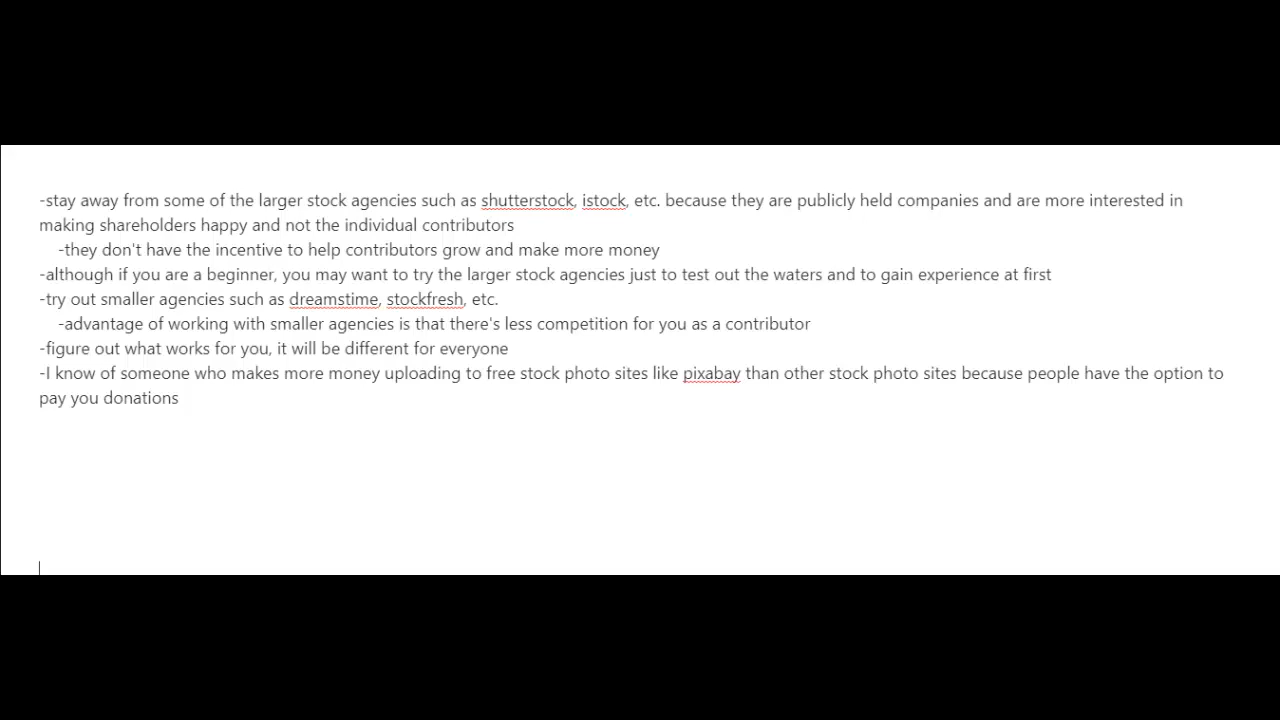 -stay away from some of the larger stock agencies such as shutterstock, istock, etc. because they are publicly held companies and are more interested in
making shareholders happy and not the individual contributors
-they don't have the incentive to help contributors grow and make more money
-although if you are a beginner, you may want to try the larger stock agencies just to test out the waters and to gain experience at first
-try out smaller agencies such as dreamstime, stockfresh, etc.
-advantage of working with smaller agencies is that there's less competition for you as a contributor
-figure out what works for you, it will be different for everyone
-I know of someone who makes more money uploading to free stock photo sites like pixabay than other stock photo sites because people have the option to
pay you donations